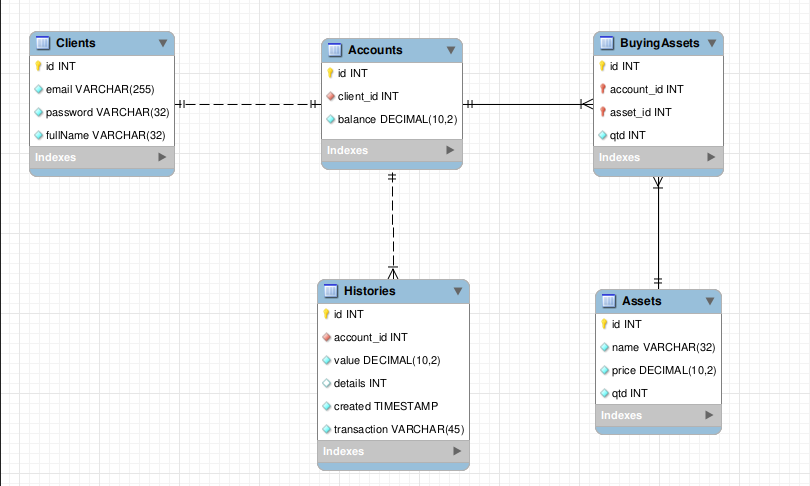 Clients
id INT
email VARCHAR(255)
password VARCHAR(32)
fullName VARCHAR(32)
Indexes
Accounts
id INT
client_id INT
balance DECIMAL(10,2)
Indexes
BuyingAssets
id INT
account_id INT
asset_id INT
qtd INT
Indexes
Histories
id INT
account_id INT
value DECIMAL(10,2)
details INT
created TIMESTAMP
transaction VARCHAR(45)
Indexes
Assets
id INT
name VARCHAR(32)
price DECIMAL(10,2)
qtd INT
Indexes